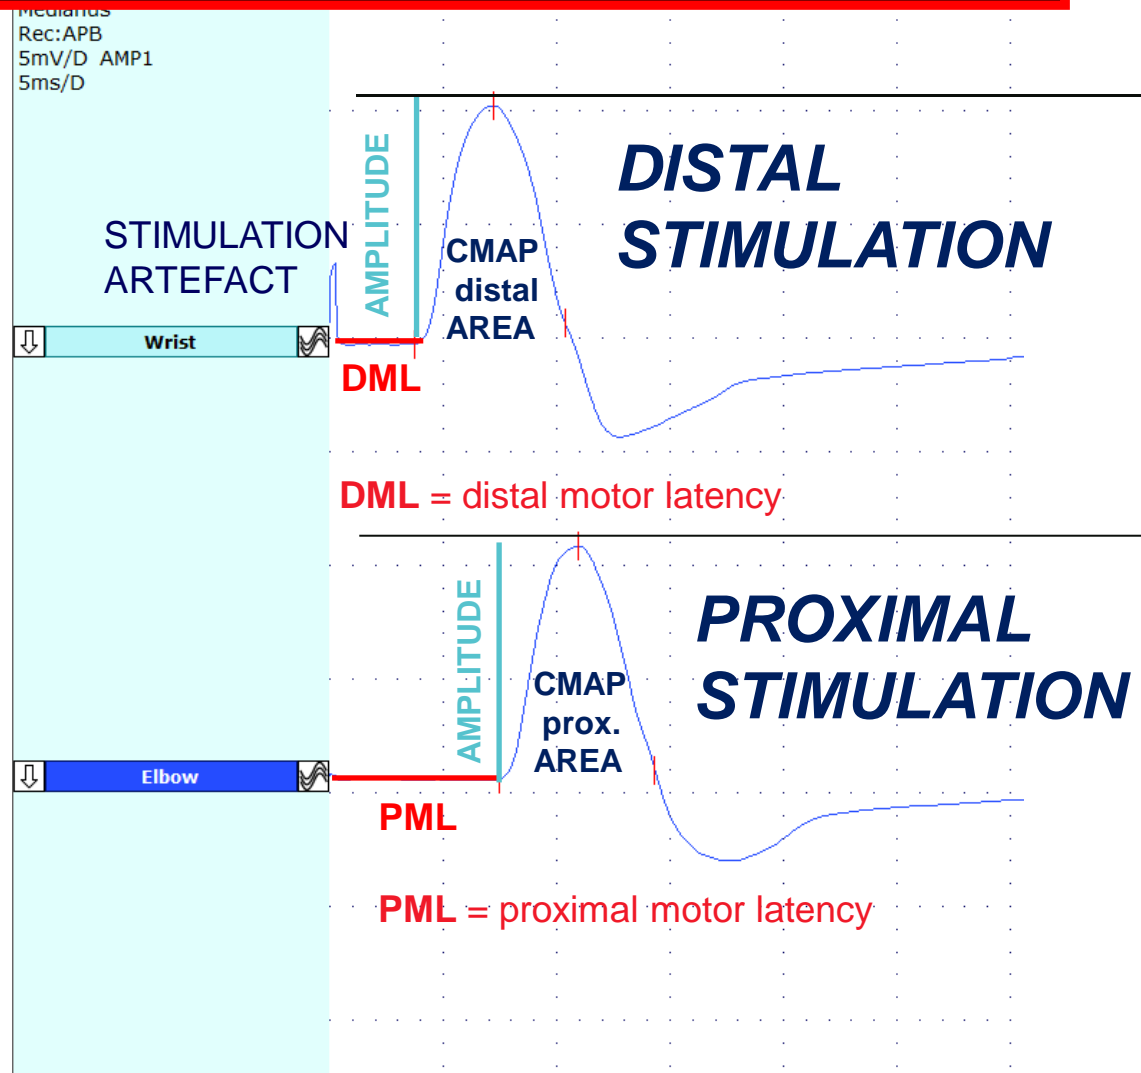 Medianus
Rec:APB
5mV/D AMP1
5ms/D
AMPLITUDE
DISTAL
STIMULATION
STIMULATION
ARTEFACT
CMAP
distal
AREA
Wrist
DML
DML = distal motor latency
AMPLITUDE
PROXIMAL
STIMULATION
CMAP
prox.
AREA
Elbow
PML
PML = proximal motor latency